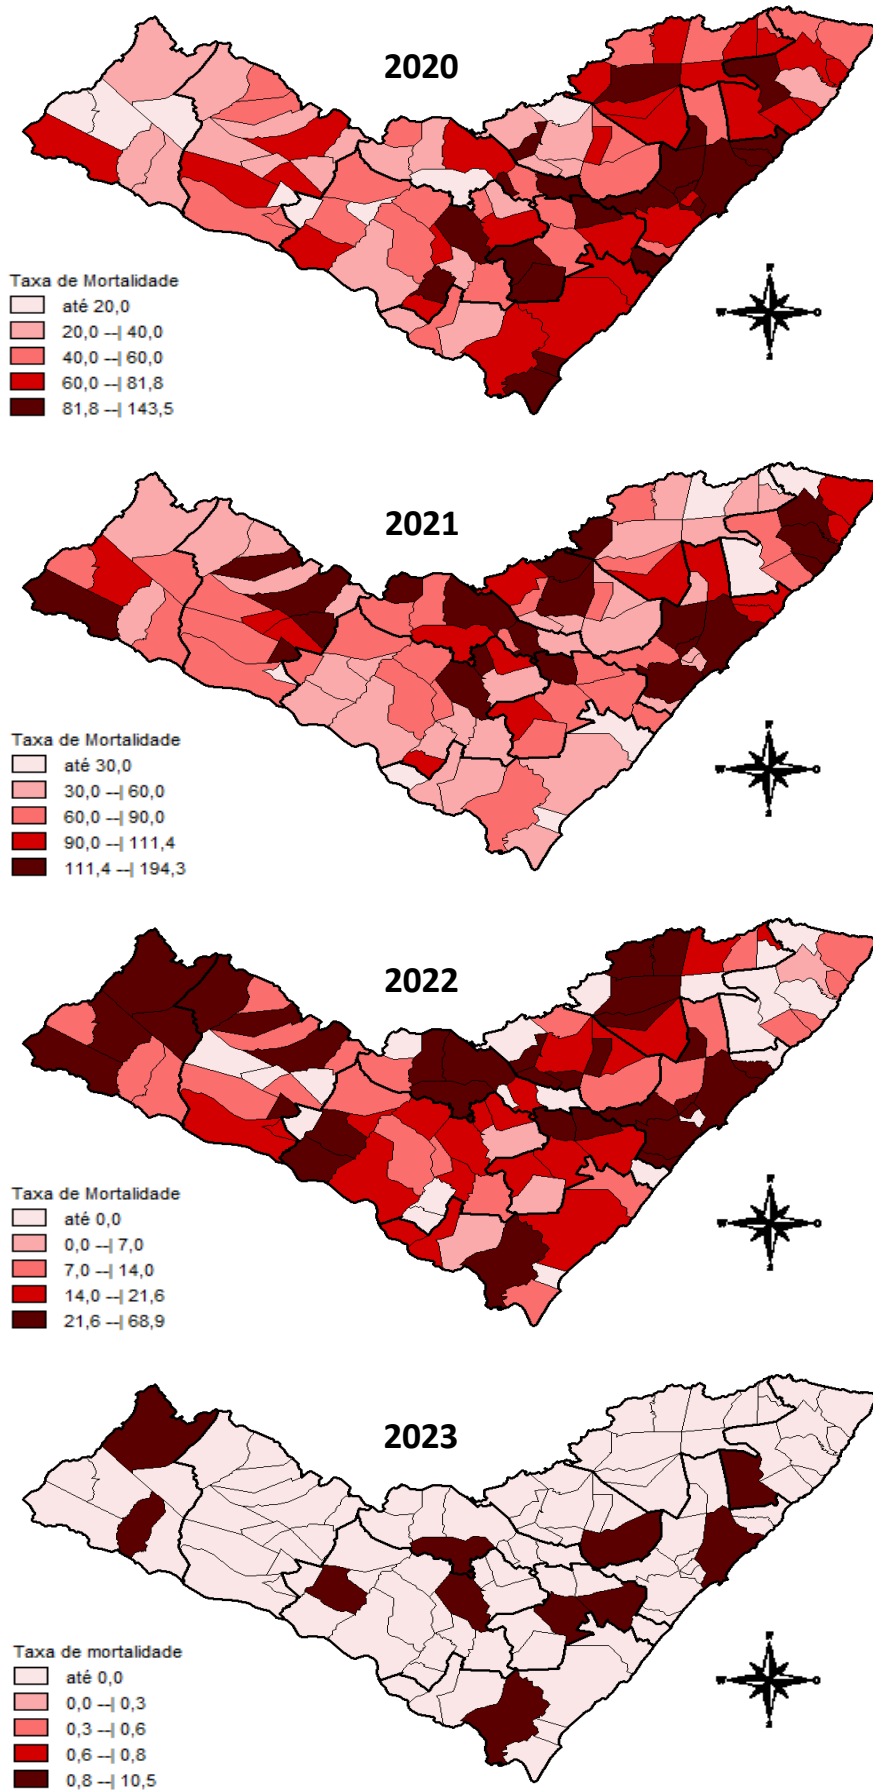 2020
Taxa de Mortalidade
até 20,0
20,0 --| 40,0
40,0 --| 60,0
60,0 --| 81,8
81,8 --| 143,5
W
O
2021
Taxa de Mortalidade
até 30,0
30,0 --| 60,0
60,0 --| 90,0
90,0 --| 111,4
111,4 --| 194,3
W
O
2022
Taxa de Mortalidade
até 0,0
0,0 --| 7,0
7,0 --| 14,0
14,0 --| 21,6
21,6 --| 68,9
W
O
2023
Taxa de mortalidade
até 0,0
0,0 --| 0,3
0,3 --| 0,6
0,6 --| 0,8
0,8 --| 10,5
W
O